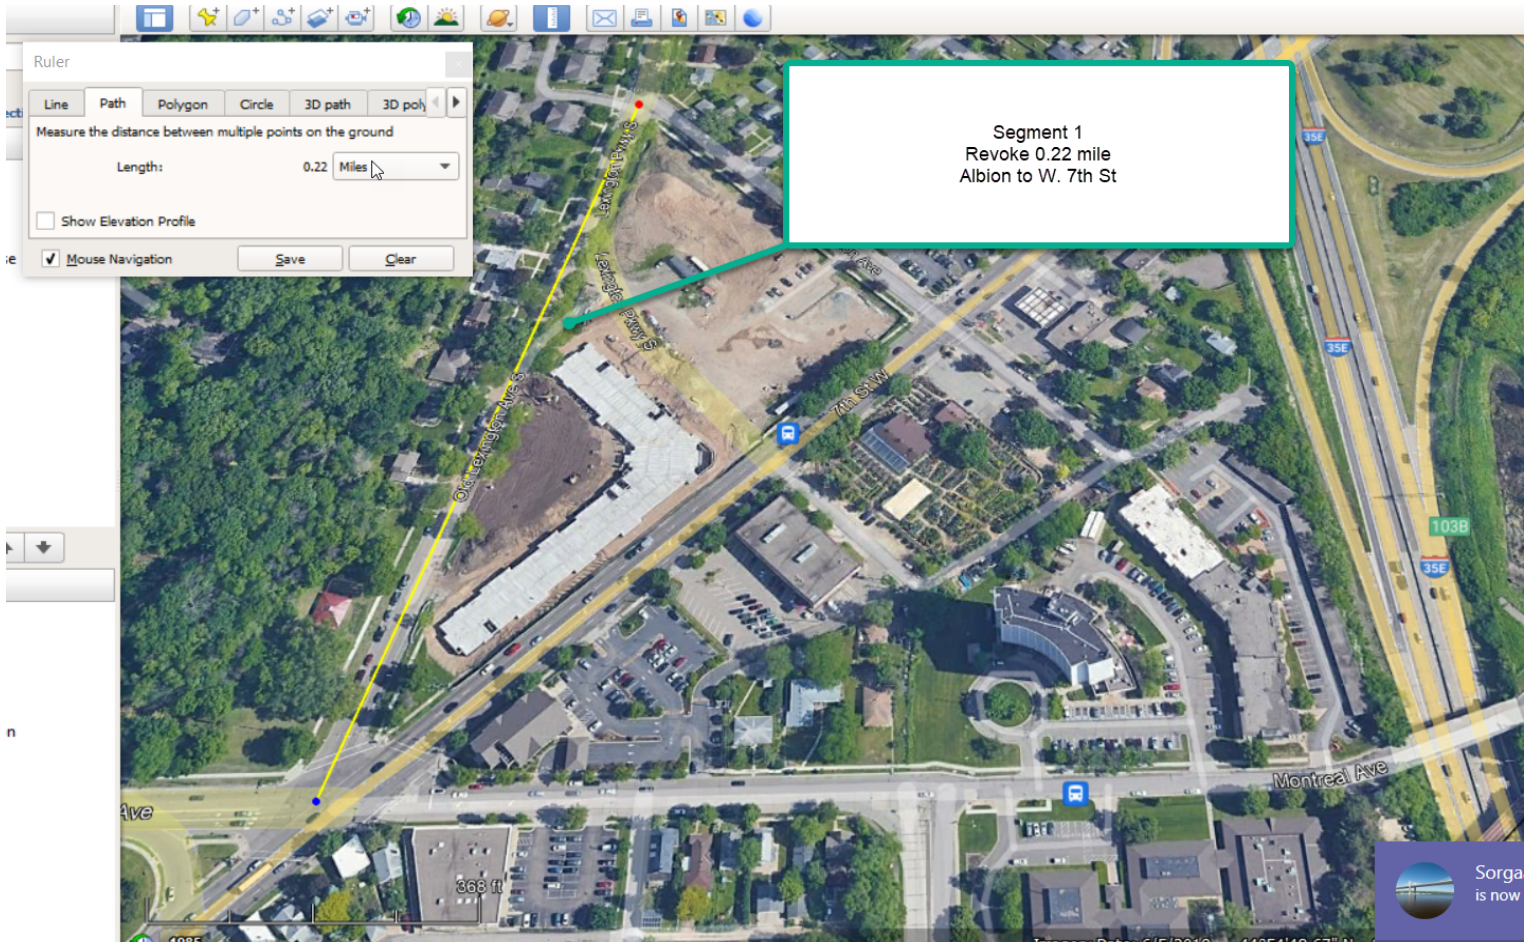 Ruler
Line
Path
Polygon
Circle
3D path
3D poly
Measure the distance between multiple points on the ground
Length:
0.22
Miles
Show Elevation Profile
Mouse Navigation
Save
Clear
Segment 1
Revoke 0.22 mile
Albion to W. 7th St
Lexington Pkwy S
Lexington Pkwy S
Old Lexington Ave S
7th St W
Ave
Montreal Ave
Ave
35E
35E
103B
35E
368 ft
1985
Sorga
is now
n